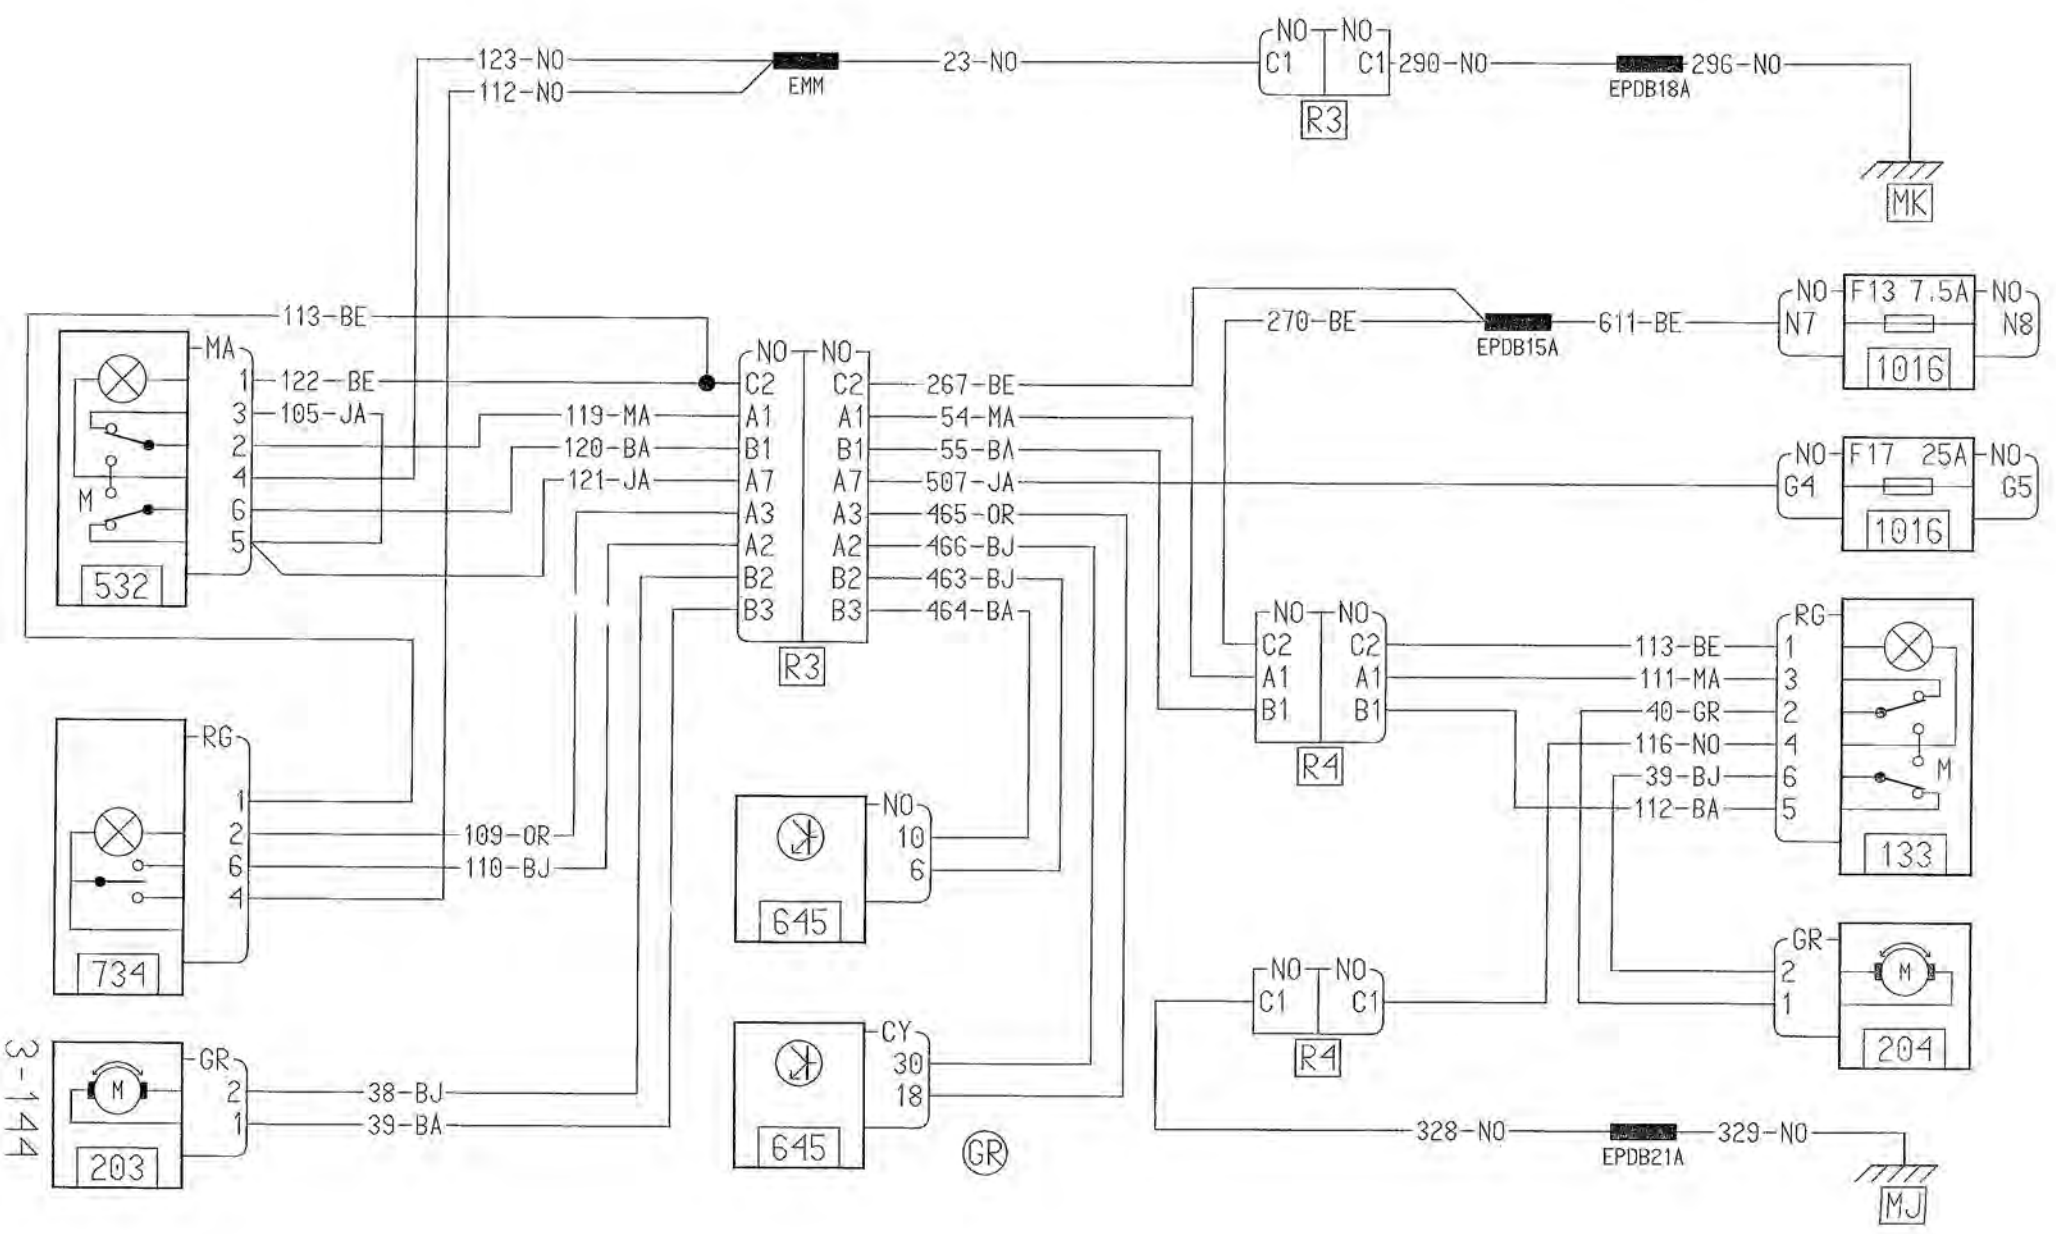 NO NO
123-NO 23-NO C1 C1 290-NO 296-NO
EMM EPDB18A
112-NO
R3
MK
NO F13 7.5A NO
113-BE 270-BE 611-BE N7 N8
EPDB15A
MA NO NO 1016
1 122-BE C2 C2 267-BE
3 105-JA 119-MA A1 A1 54-MA
2 120-BA B1 B1 55-BA NO F17 25A NO
4 121-JA A7 A7 507-JA G4 G5
M
6 A3 A3 465-OR 1016
5 A2 A2 466-BJ
532 B2 B2 463-BJ
B3 B3 464-BA NO NO RG
R3 C2 C2 113-BE 1
A1 A1 111-MA 3
B1 B1 40-GR 2
RG 116-NO 4
R4 39-BJ 6 M
1 NO 112-BA 5
2 109-OR 10 133
6 110-BJ 6
4 645
734 GR
NO NO 2 M
C1 C1 1
CY R4 204
GR 30
M 2 38-BJ 18
1 39-BA 328-NO 329-NO
203 645 GR EPDB21A
MJ
3-144